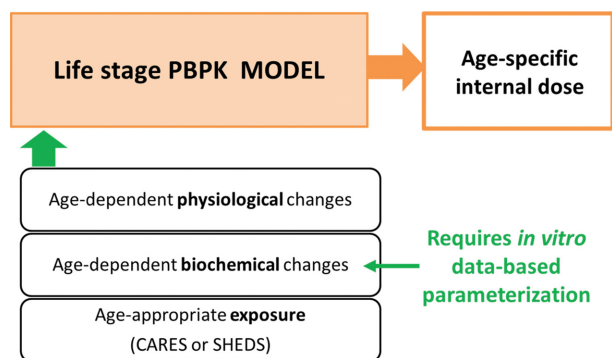 Life stage PBPK MODEL
Age-specific
internal dose
Age-dependent physiological changes
Age-dependent biochemical changes
Age-appropriate exposure
(CARES or SHEDS)
Requires in vitro
data-based
parameterization